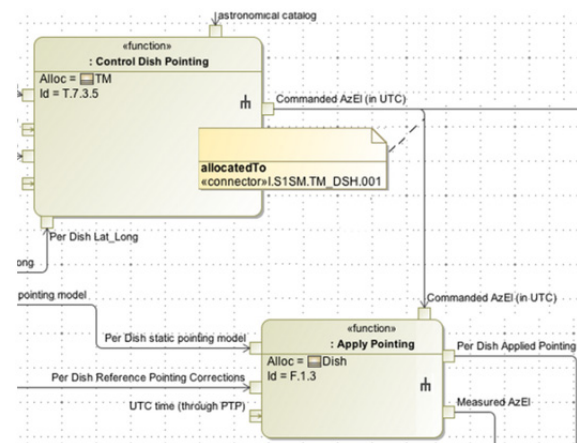 astronomical catalog
«function»
: Control Dish Pointing
Alloc = TM
Id = T.7.3.5
Commanded AzEl (in UTC)
allocatedTo
«connector»I.S1SM.TM_DSH.001
Per Dish Lat_Long
ong
pointing model
Commanded AzEl (in UTC)
«function»
: Apply Pointing
Per Dish static pointing model
Per Dish Applied Pointing
Alloc = Dish
Id = F.1.3
Per Dish Reference Pointing Corrections
UTC time (through PTP)
Measured AzEl